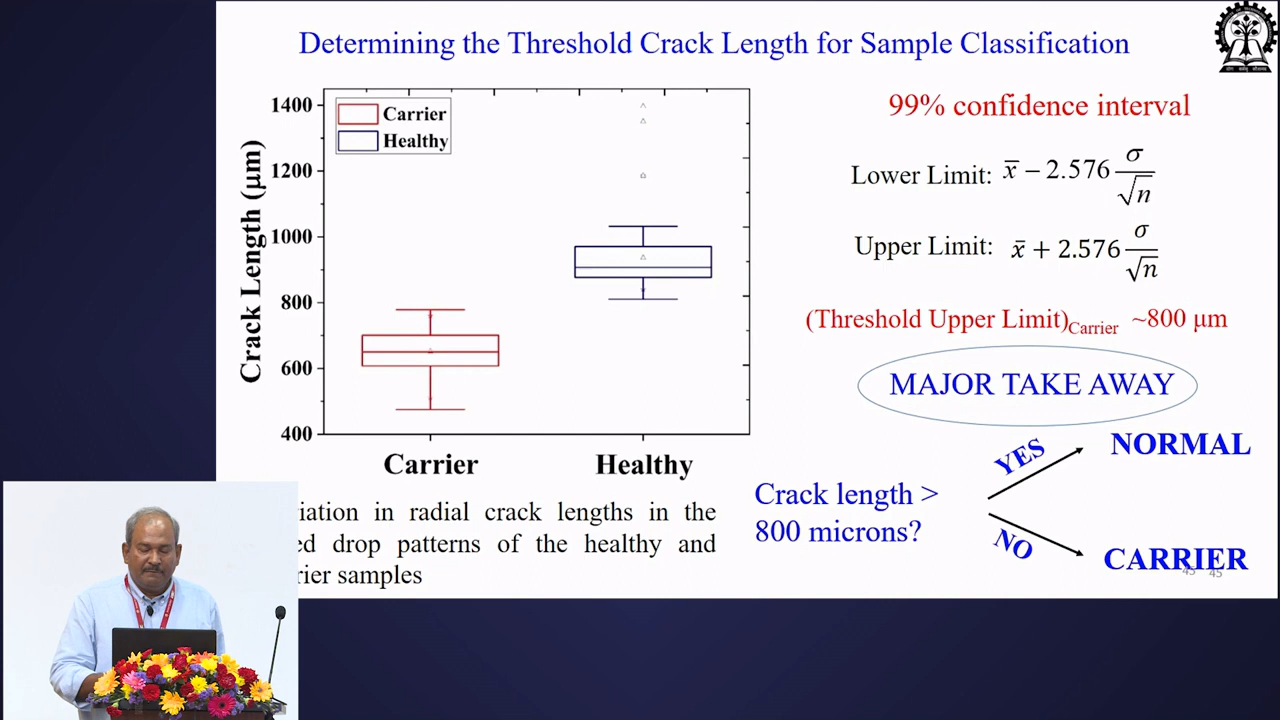 Determining the Threshold Crack Length for Sample Classification
1400
1200
1000
800
600
400
Crack Length (μm)
Carrier
Healthy
Carrier
Healthy
iation in radial crack lengths in the
ed drop patterns of the healthy and
rier samples
99% confidence interval
Lower Limit: x̄ − 2.576 σ/√n
Upper Limit: x̄ + 2.576 σ/√n
(Threshold Upper Limit)Carrier ~800 μm
MAJOR TAKE AWAY
Crack length >
800 microns?
YES
NORMAL
NO
CARRIER
45